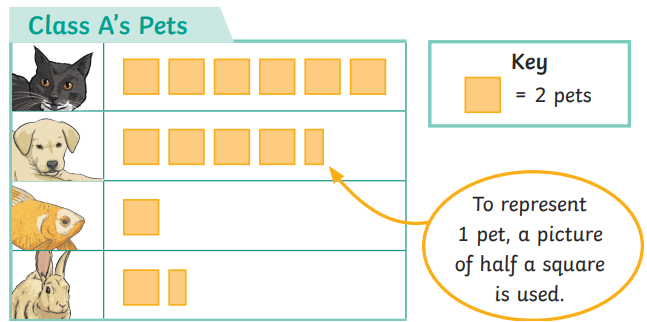 Class A's Pets
Key
= 2 pets
To represent
1 pet, a picture
of half a square
is used.